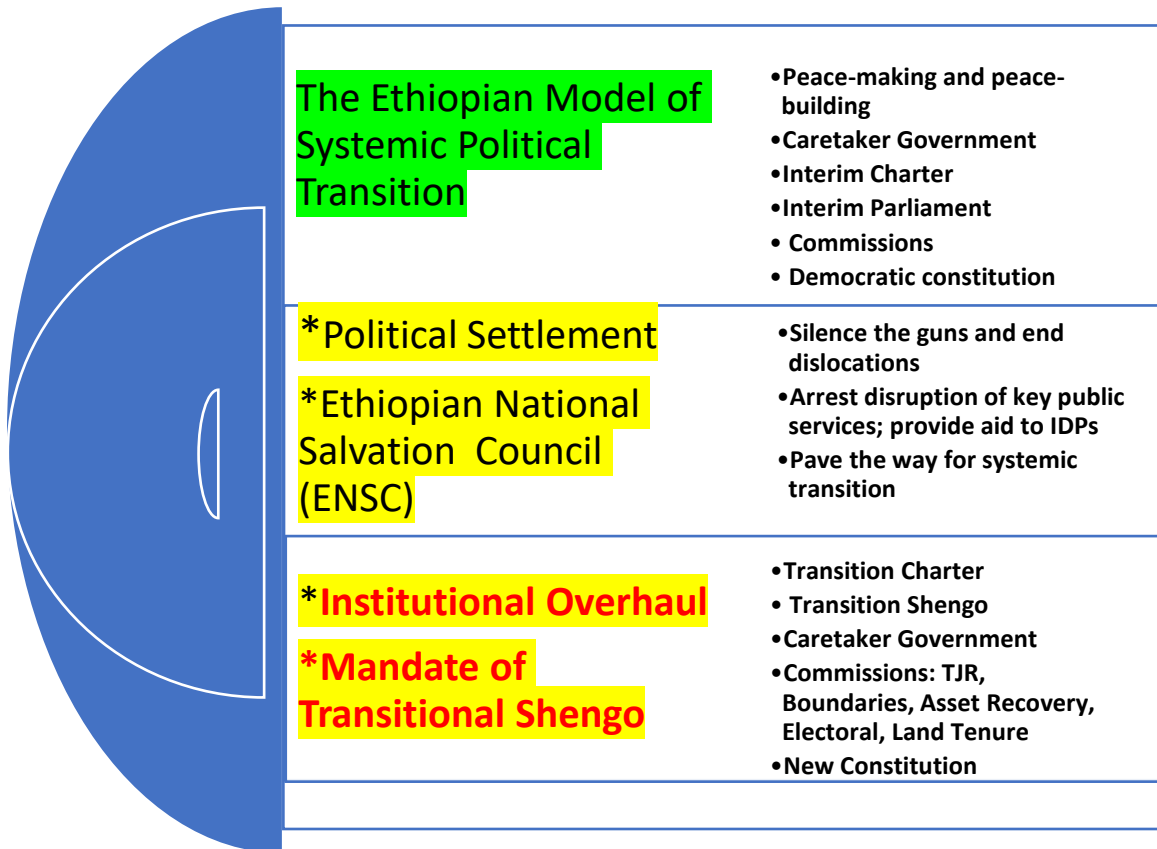 The Ethiopian Model of
Systemic Political
Transition
•Peace-making and peace-
building
•Caretaker Government
•Interim Charter
•Interim Parliament
• Commissions
• Democratic constitution
*Political Settlement
*Ethiopian National
Salvation Council
(ENSC)
•Silence the guns and end
dislocations
•Arrest disruption of key public
services; provide aid to IDPs
•Pave the way for systemic
transition
*Institutional Overhaul
*Mandate of
Transitional Shengo
•Transition Charter
• Transition Shengo
•Caretaker Government
•Commissions: TJR,
Boundaries, Asset Recovery,
Electoral, Land Tenure
•New Constitution